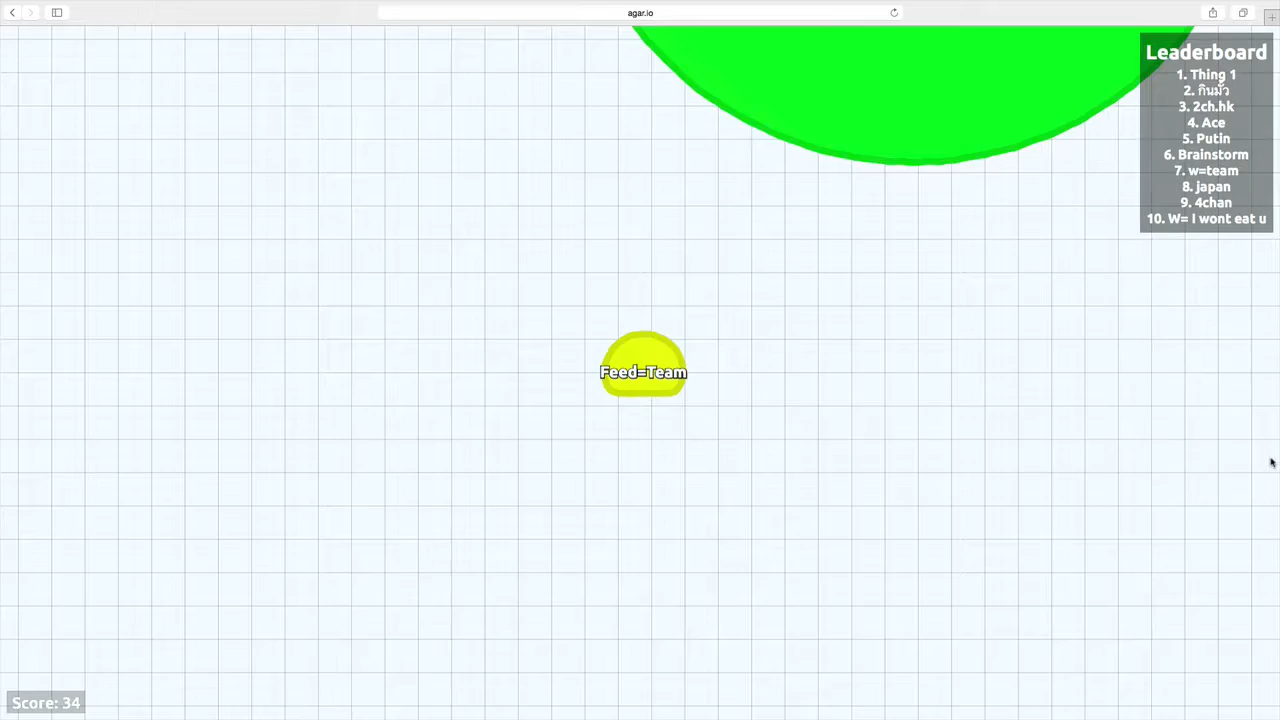 agar.io
Leaderboard
1. Thing 1
2. กินมั่ว
3. 2ch.hk
4. Ace
5. Putin
6. Brainstorm
7. w=team
8. japan
9. 4chan
10. W= I wont eat u
Feed=Team
Score: 34